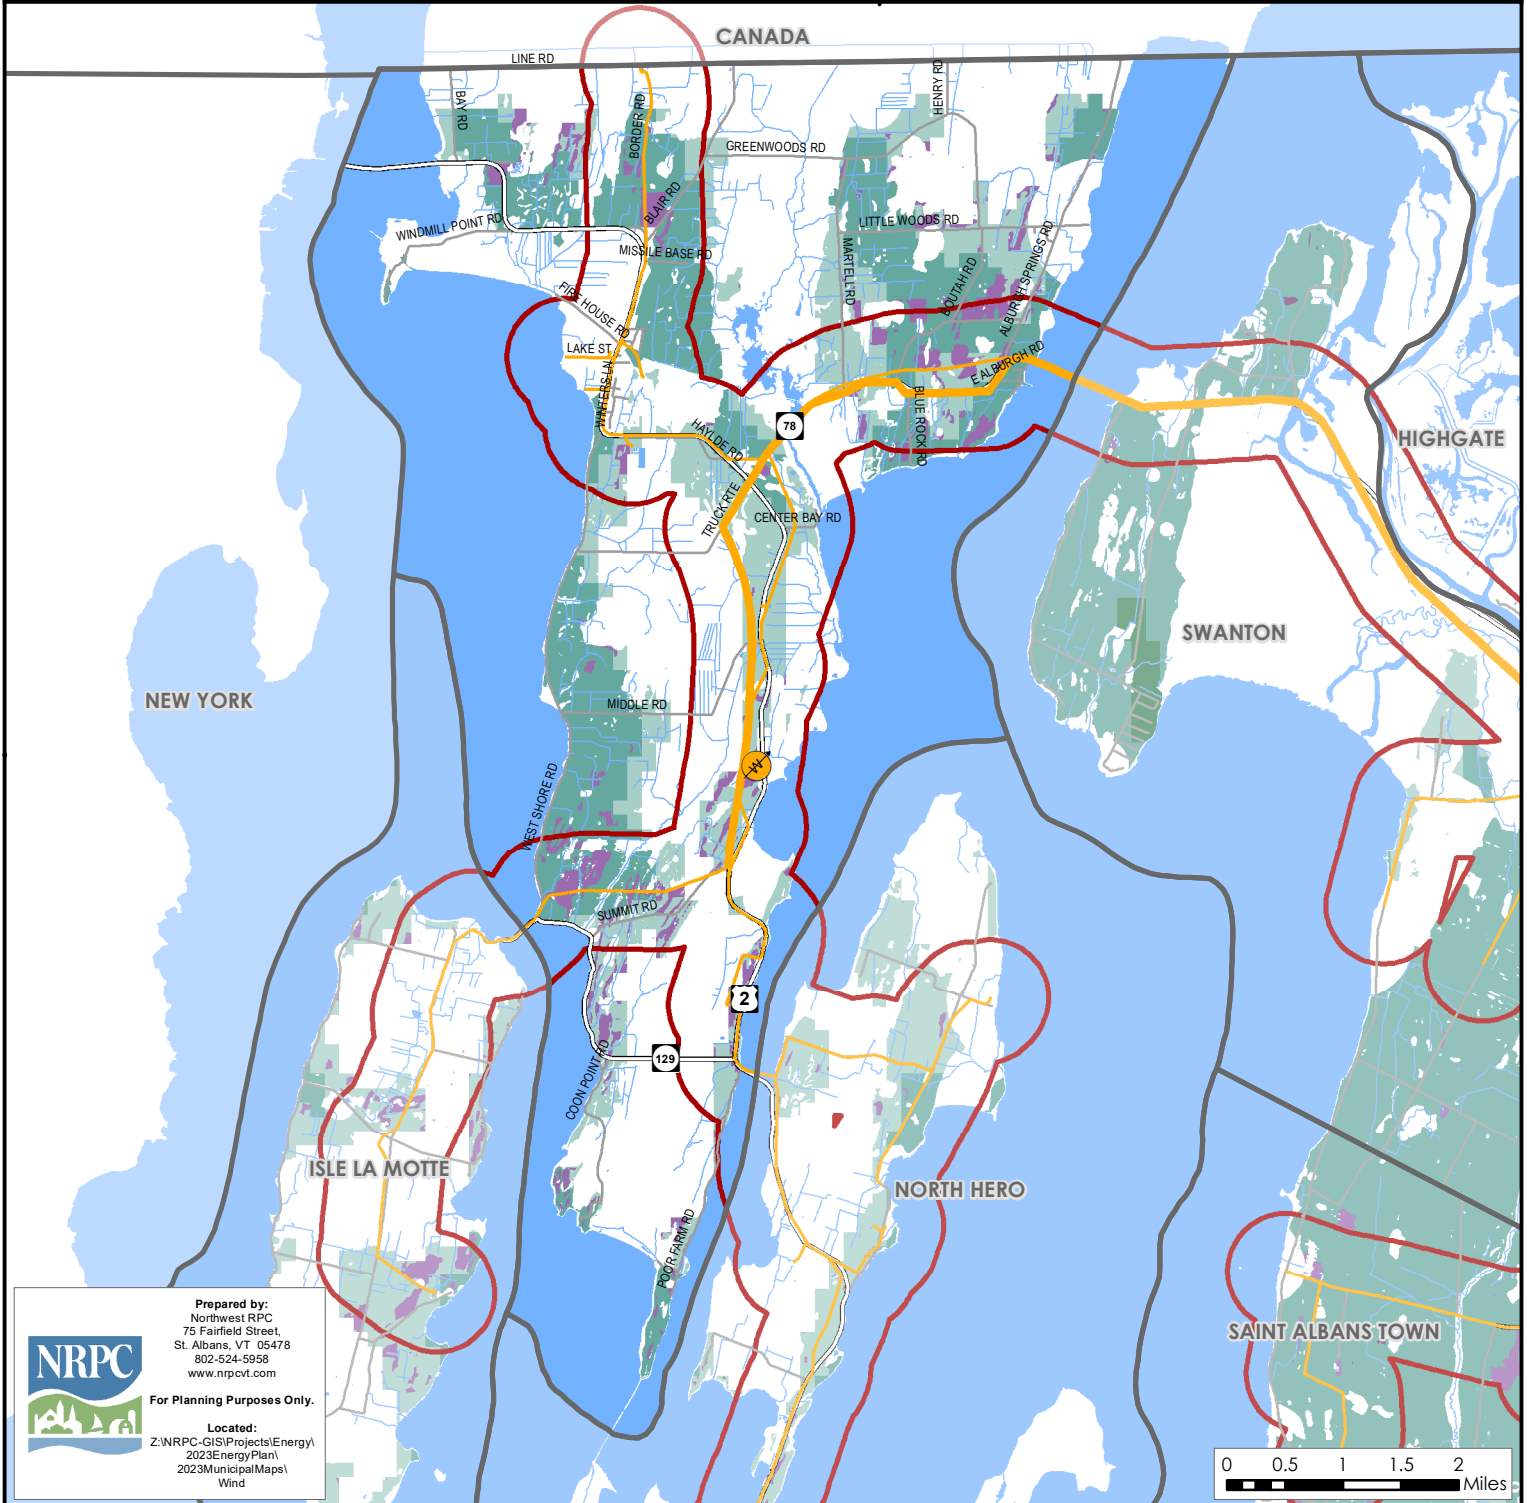 CANADA
LINE RD
BAY RD
BORDER RD
HENRY RD
GREENWOODS RD
BLAIR RD
WINDMILL POINT RD
LITTLE WOODS RD
MISSILE BASE RD
MARTELL RD
BOUTAH RD
ALBURGH SPRINGS RD
FIRE HOUSE RD
LAKE ST
E ALBURGH RD
WINTERS LN
BLUE ROCK RD
HAYLDE RD
78
HIGHGATE
TRUCK RTE
CENTER BAY RD
SWANTON
NEW YORK
MIDDLE RD
W
WEST SHORE RD
SUMMIT RD
2
129
COON POINT RD
ISLE LA MOTTE
NORTH HERO
POOR FARM RD
SAINT ALBANS TOWN
NRPC
Prepared by:
Northwest RPC
75 Fairfield Street,
St. Albans, VT 05478
802-524-5958
www.nrpcvt.com
For Planning Purposes Only.
Located:
Z:\NRPC-GIS\Projects\Energy\
2023EnergyPlan\
2023MunicipalMaps\
Wind
0 0.5 1 1.5 2
Miles